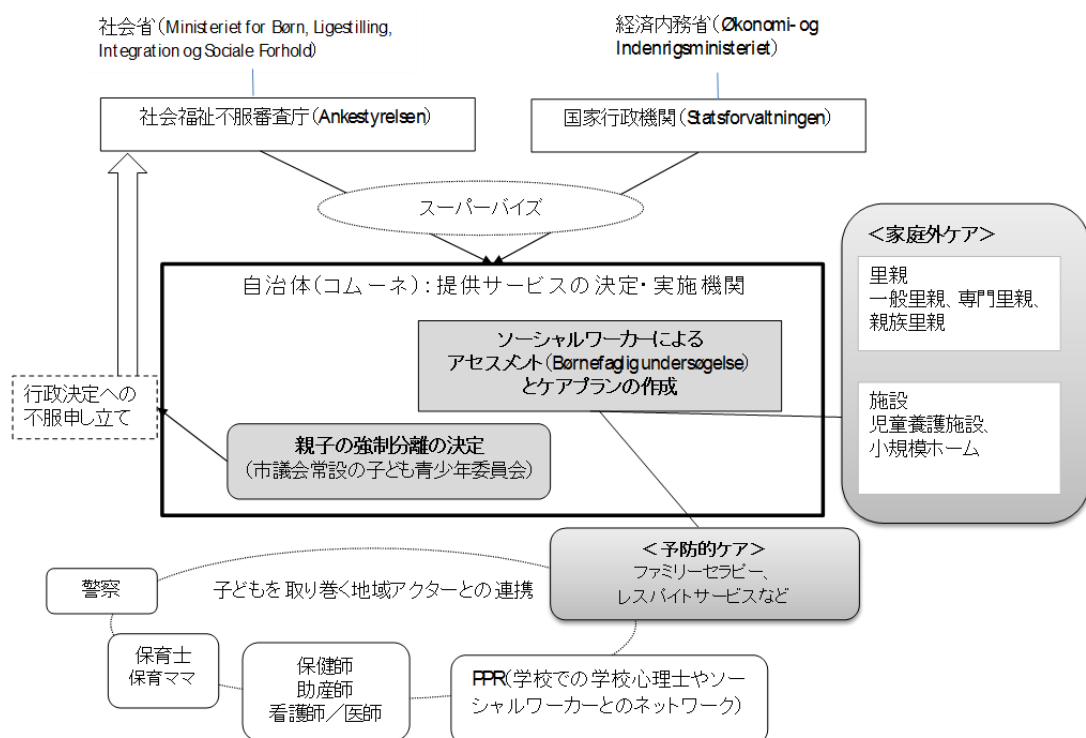 社会省(Ministeriet for Børn, Ligestilling,
Integration og Sociale Forhold)
経済内務省(Økonomi- og
Indenrigsministeriet)
社会福祉不服審査庁(Ankestyrelsen)
国家行政機関(Statsforvaltningen)
スーパーバイズ
自治体(コムーネ):提供サービスの決定・実施機関
ソーシャルワーカーによる
アセスメント(Børnefaglig undersøgelse)
とケアプランの作成
行政決定への
不服申し立て
親子の強制分離の決定
(市議会常設の子ども青少年委員会)
<家庭外ケア>
里親
一般里親、専門里親、
親族里親
施設
児童養護施設、
小規模ホーム
<予防的ケア>
ファミリーセラピー、
レスパイトサービスなど
子どもを取り巻く地域アクターとの連携
警察
保育士
保育ママ
保健師
助産師
看護師/医師
PPR(学校での学校心理士やソー
シャルワーカーとのネットワーク)